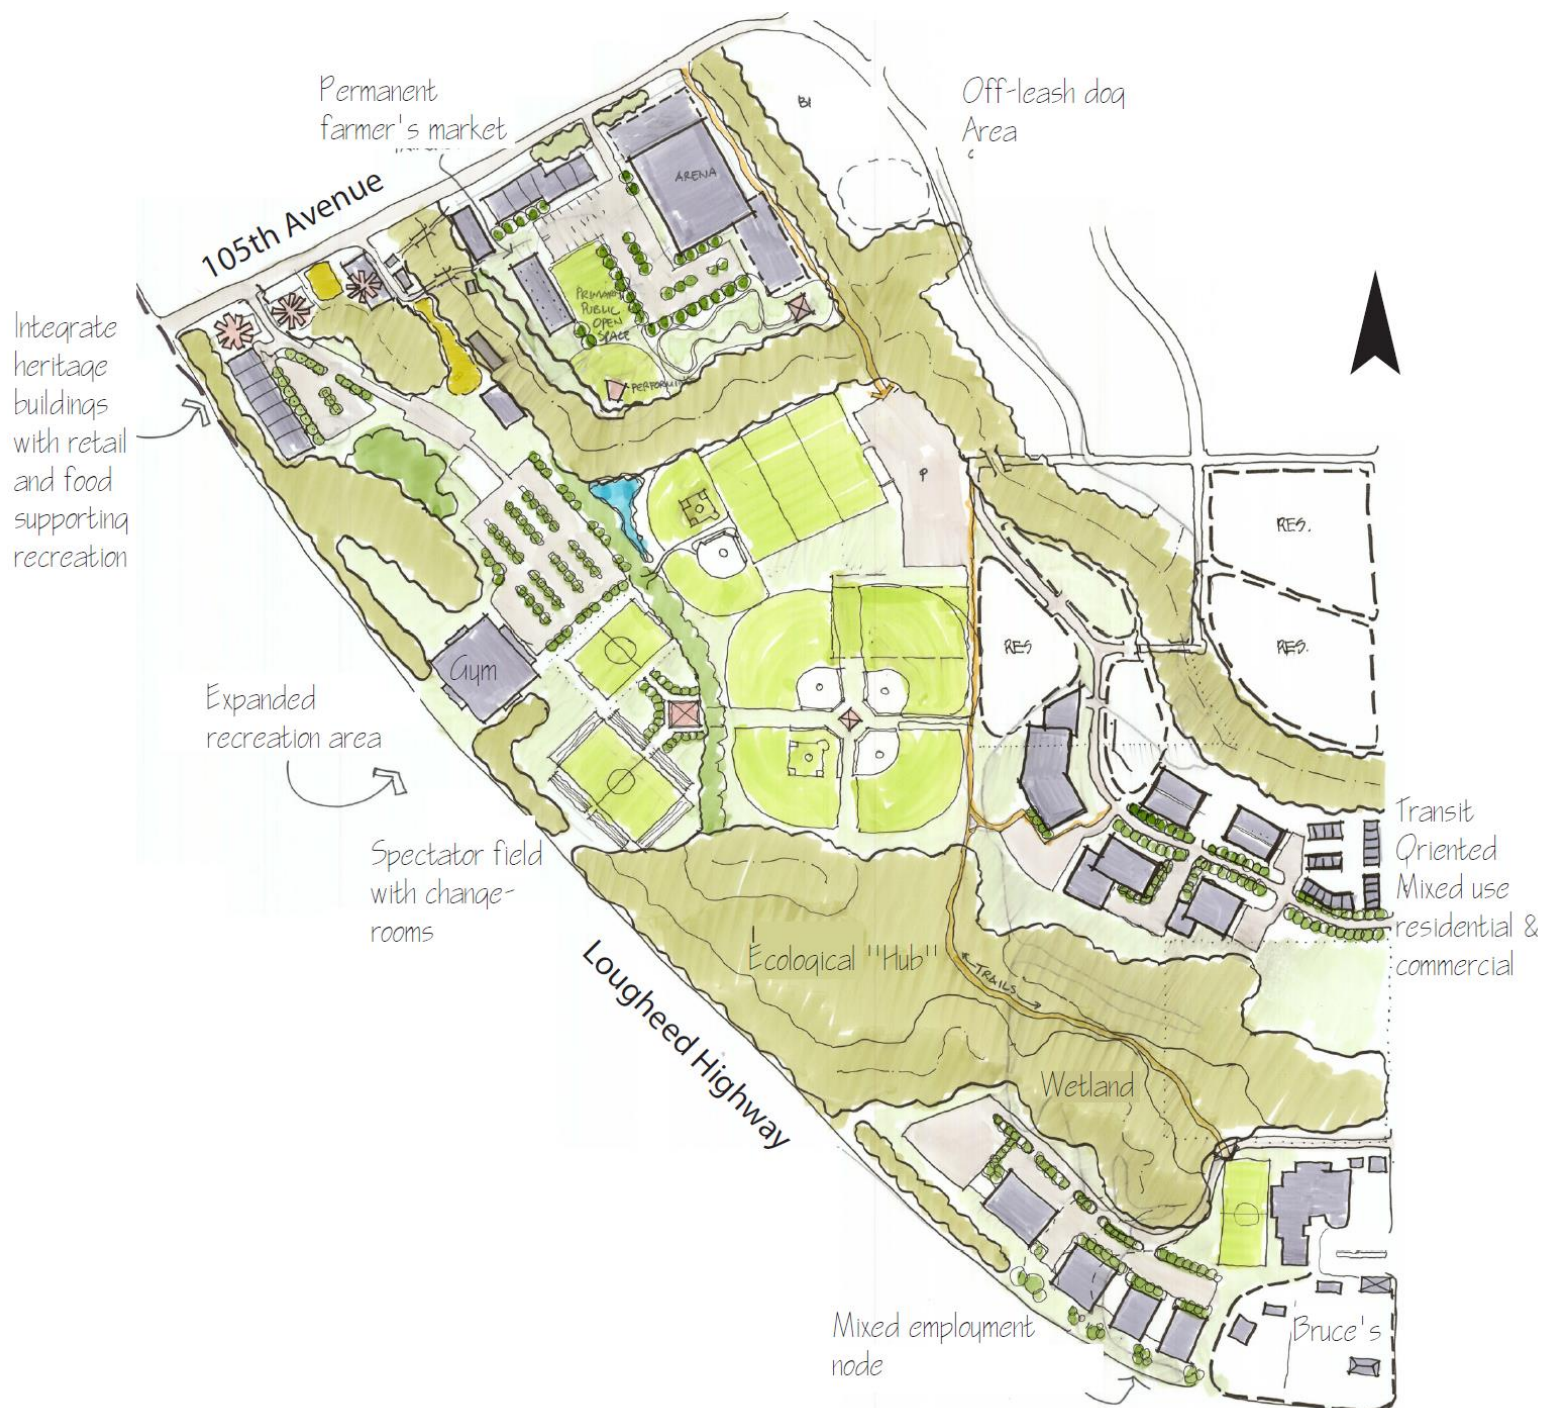 Permanent
farmer's market
Off-leash dog
Area
B1
ARENA
105th Avenue
PRIMARY
PUBLIC
OPEN
SPACE
Integrate
heritage
buildings
with retail
and food
supporting
recreation
P
RES.
RES.
RES
Gym
Expanded
recreation area
Spectator field
with change-
rooms
Transit
Oriented
Mixed use
residential &
commercial
Ecological "Hub"
TRAILS
Lougheed Highway
Wetland
Mixed employment
node
Bruce's